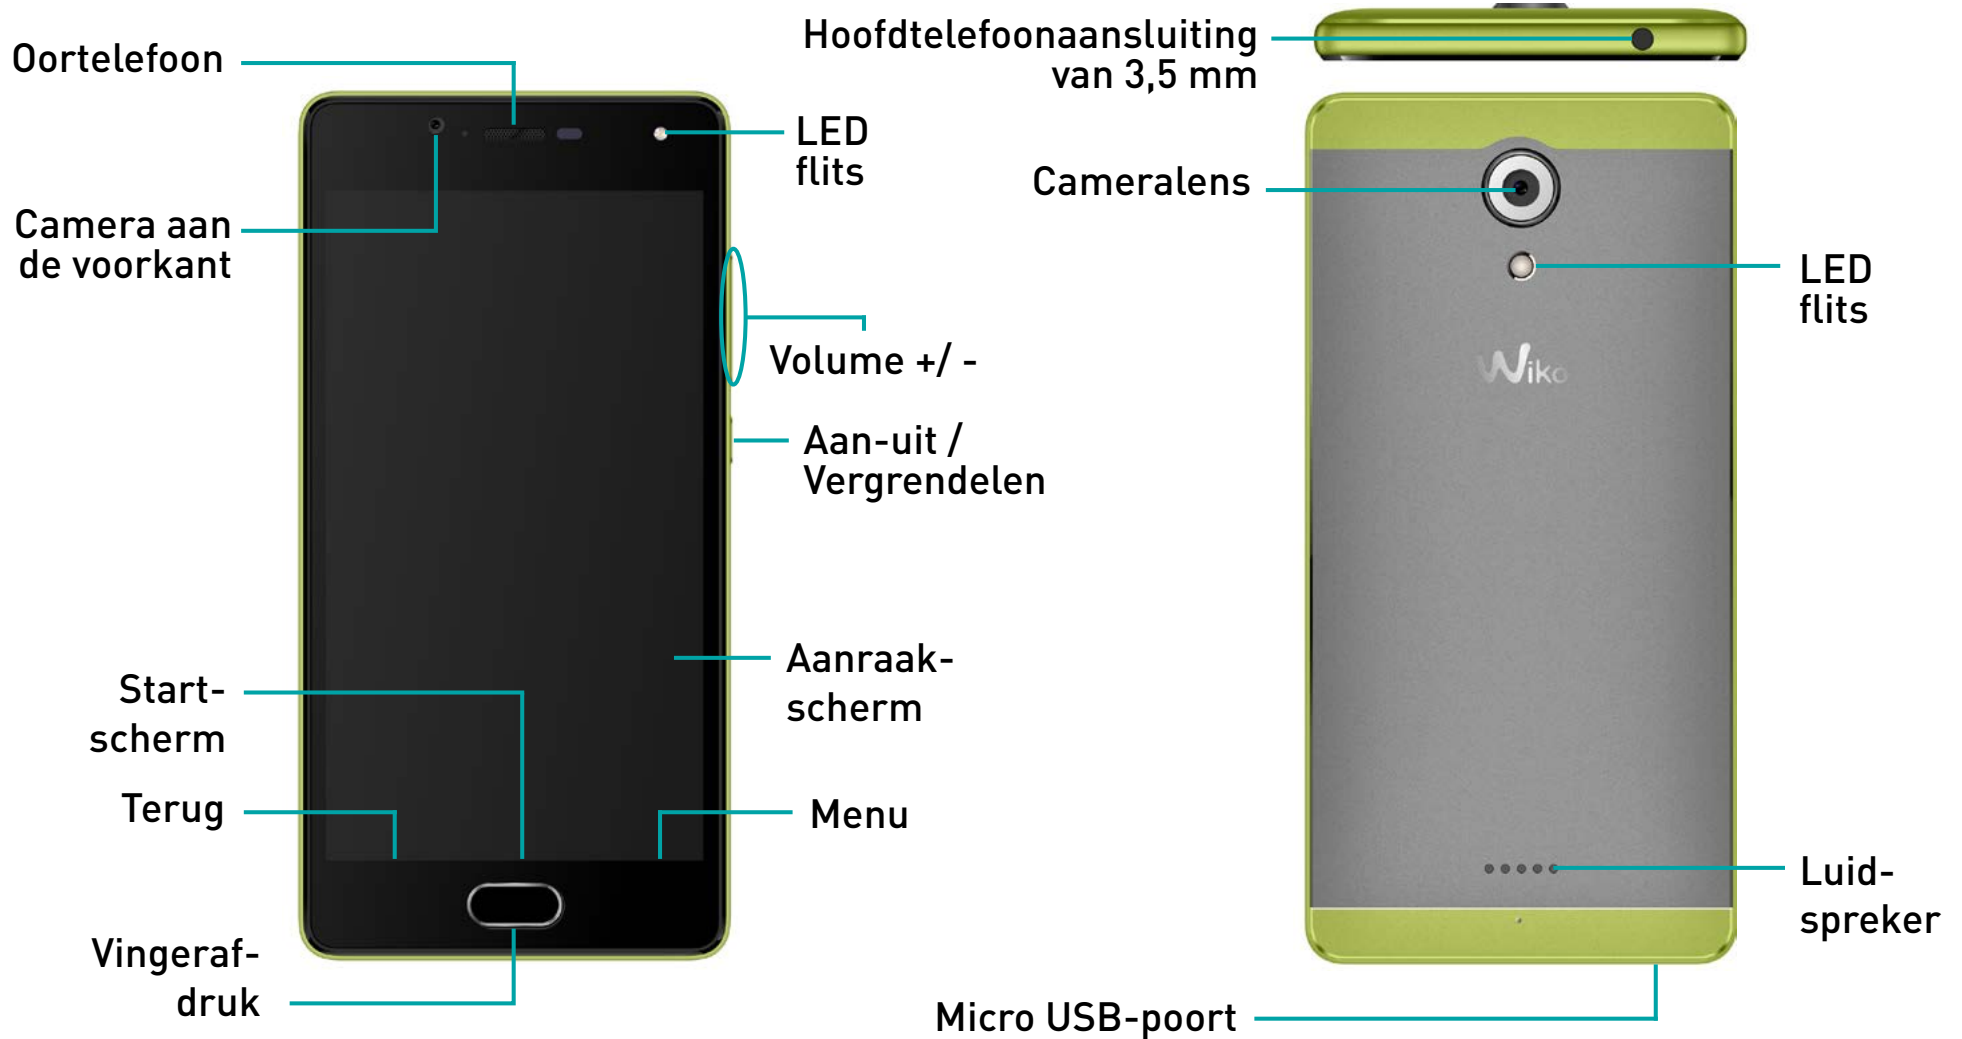 Oortelefoon
Camera aan
de voorkant
LED
flits
Volume +/ -
Aan-uit /
Vergrendelen
Aanraak-
scherm
Start-
scherm
Terug
Menu
Vingeraf-
druk
Hoofdtelefoonaansluiting
van 3,5 mm
Cameralens
LED
flits
Wiko
Luid-
spreker
Micro USB-poort